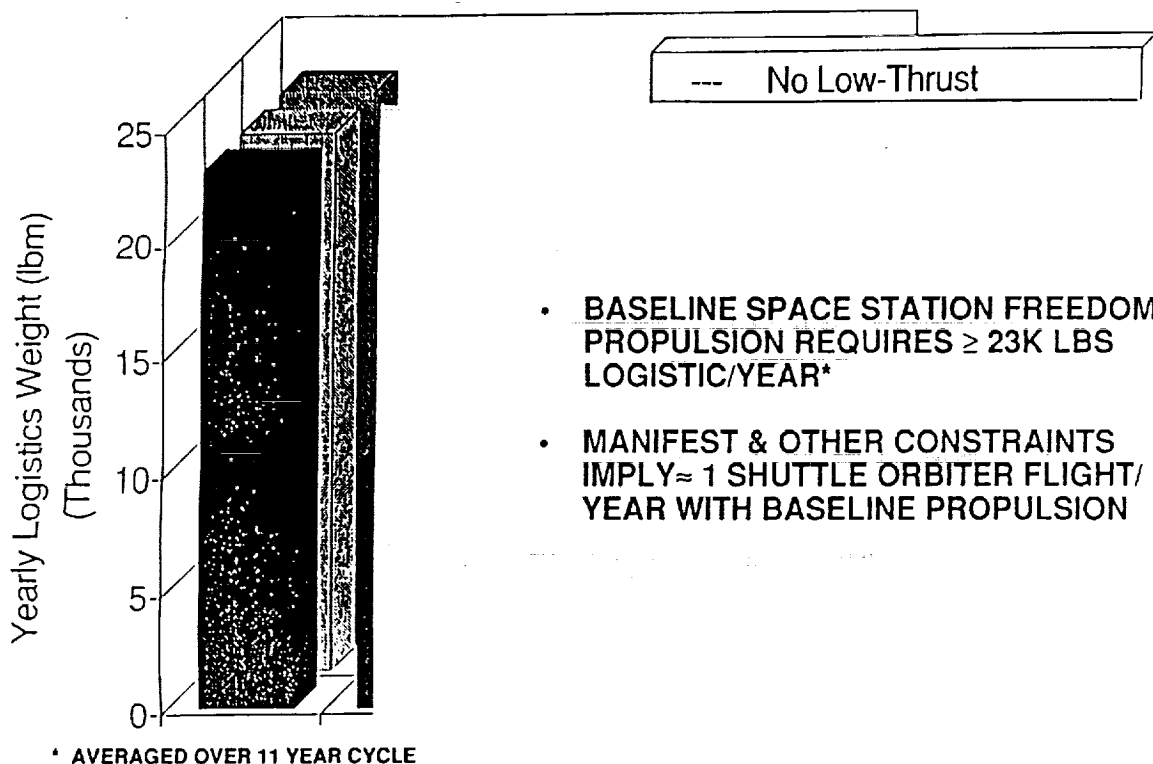 --- No Low-Thrust
Yearly Logistics Weight (lbm)
(Thousands)
25-
20-
15-
10-
5-
0-
• BASELINE SPACE STATION FREEDOM
PROPULSION REQUIRES ≥ 23K LBS
LOGISTIC/YEAR*
• MANIFEST & OTHER CONSTRAINTS
IMPLY≈ 1 SHUTTLE ORBITER FLIGHT/
YEAR WITH BASELINE PROPULSION
* AVERAGED OVER 11 YEAR CYCLE